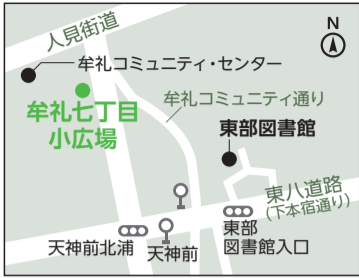 N
人見街道
牟礼コミュニティ・センター
牟礼七丁目
小広場
牟礼コミュニティ通り
東部図書館
東八道路
(下本宿通り)
天神前北浦
天神前
東部
図書館入口